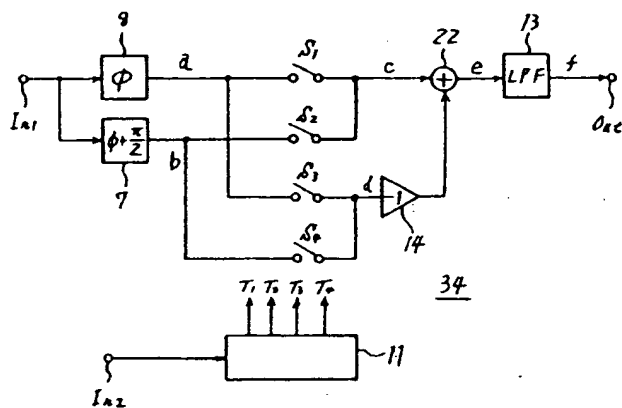 8
13
S1
22
ϕ
a
c
+
e
LPF
f
In1
S2
Out
ϕ+π/2
b
7
S3
d
-1
14
S4
T1 T2 T3 T4
34
11
In2